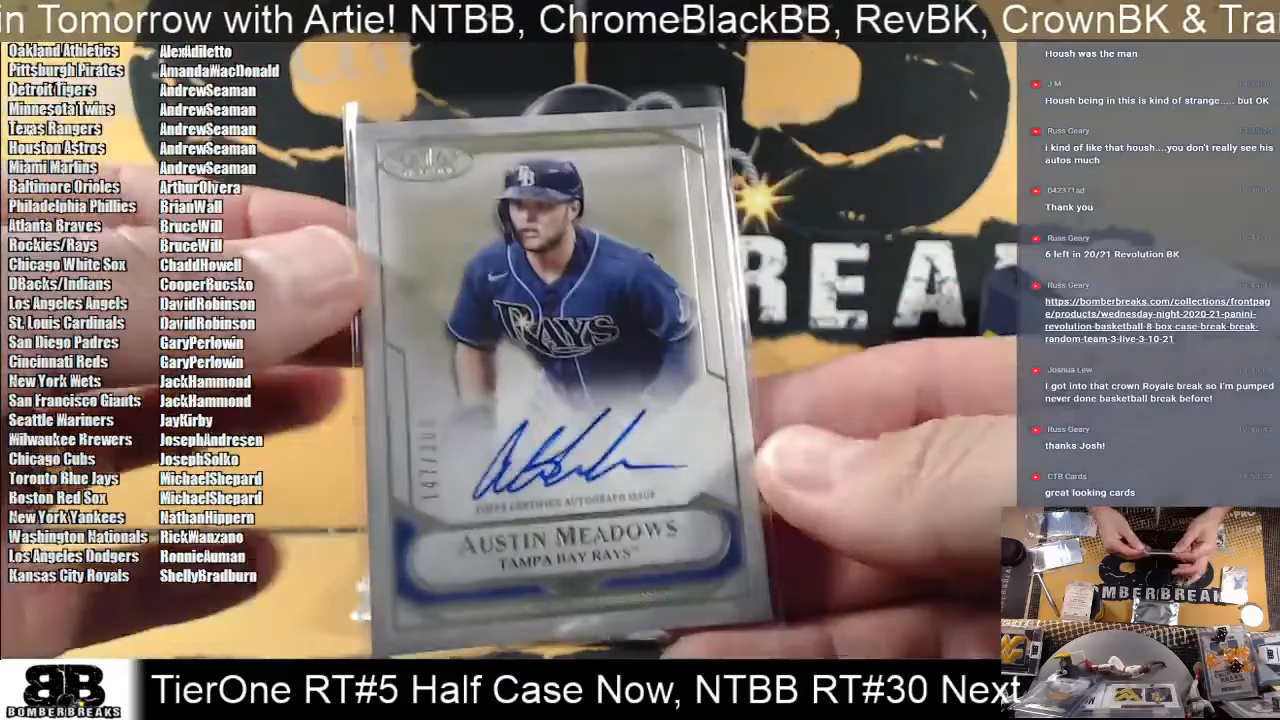 in Tomorrow with Artie! NTBB, ChromeBlackBB, RevBK, CrownBK & Tra
Oakland Athletics AlexAdiletto
Pittsburgh Pirates AmandaMacDonald
Detroit Tigers AndrewSeaman
Minnesota Twins AndrewSeaman
Texas Rangers AndrewSeaman
Houston Astros AndrewSeaman
Miami Marlins AndrewSeaman
Baltimore Orioles ArthurOlvera
Philadelphia Phillies BrianWall
Atlanta Braves BruceWill
Rockies/Rays BruceWill
Chicago White Sox ChaddHowell
DBacks/Indians CooperBucsko
Los Angeles Angels DavidRobinson
St. Louis Cardinals DavidRobinson
San Diego Padres GaryPerlowin
Cincinnati Reds GaryPerlowin
New York Mets JackHammond
San Francisco Giants JackHammond
Seattle Mariners JayKirby
Milwaukee Brewers JosephAndresen
Chicago Cubs JosephSolko
Toronto Blue Jays MichaelShepard
Boston Red Sox MichaelShepard
New York Yankees NathanHippern
Washington Nationals RickManzano
Los Angeles Dodgers RonnieAuman
Kansas City Royals ShellyBradburn
TB
RAYS
TOPPS CERTIFIED AUTOGRAPH ISSUE
AUSTIN MEADOWS
TAMPA BAY RAYS™
REA
Housh was the man
J M
Housh being in this is kind of strange..... but OK
Russ Geary
i kind of like that housh....you don't really see his
autos much
042371ad
Thank you
Russ Geary
6 left in 20/21 Revolution BK
Russ Geary
https://bomberbreaks.com/collections/frontpag
e/products/wednesday-night-2020-21-panini-
revolution-basketball-8-box-case-break-break-
random-team-3-live-3-10-21
Joshua Lew
I got into that crown Royale break so I'm pumped
never done basketball break before!
Russ Geary
thanks Josh!
CTB Cards
great looking cards
MBERBREAK
BB
BOMBERBREAKS
TierOne RT#5 Half Case Now, NTBB RT#30 Next